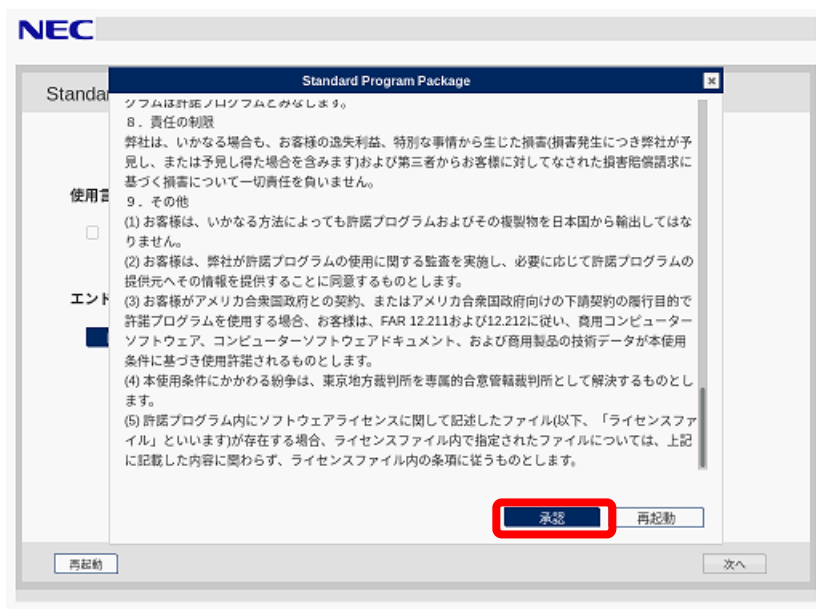 NEC
Standard Program Package
Standar
グラムは許諾プログラムとみなします。
8．責任の制限
弊社は、いかなる場合も、お客様の逸失利益、特別な事情から生じた損害(損害発生につき弊社が予
見し、または予見し得た場合を含みます)および第三者からお客様に対してなされた損害賠償請求に
基づく損害について一切責任を負いません。
使用言
9．その他
(1) お客様は、いかなる方法によっても許諾プログラムおよびその複製物を日本国から輸出してはな
りません。
(2) お客様は、弊社が許諾プログラムの使用に関する監査を実施し、必要に応じて許諾プログラムの
提供元へその情報を提供することに同意するものとします。
エンド
(3) お客様がアメリカ合衆国政府との契約、またはアメリカ合衆国政府向けの下請契約の履行目的で
許諾プログラムを使用する場合、お客様は、FAR 12.211および12.212に従い、商用コンピューター
ソフトウェア、コンピューターソフトウェアドキュメント、および商用製品の技術データが本使用
条件に基づき使用許諾されるものとします。
(4) 本使用条件にかかわる紛争は、東京地方裁判所を専属的合意管轄裁判所として解決するものとし
ます。
(5) 許諾プログラム内にソフトウェアライセンスに関して記述したファイル(以下、「ライセンスファ
イル」といいます)が存在する場合、ライセンスファイル内で指定されたファイルについては、上記
に記載した内容に関わらず、ライセンスファイル内の条項に従うものとします。
承認
再起動
再起動
次へ